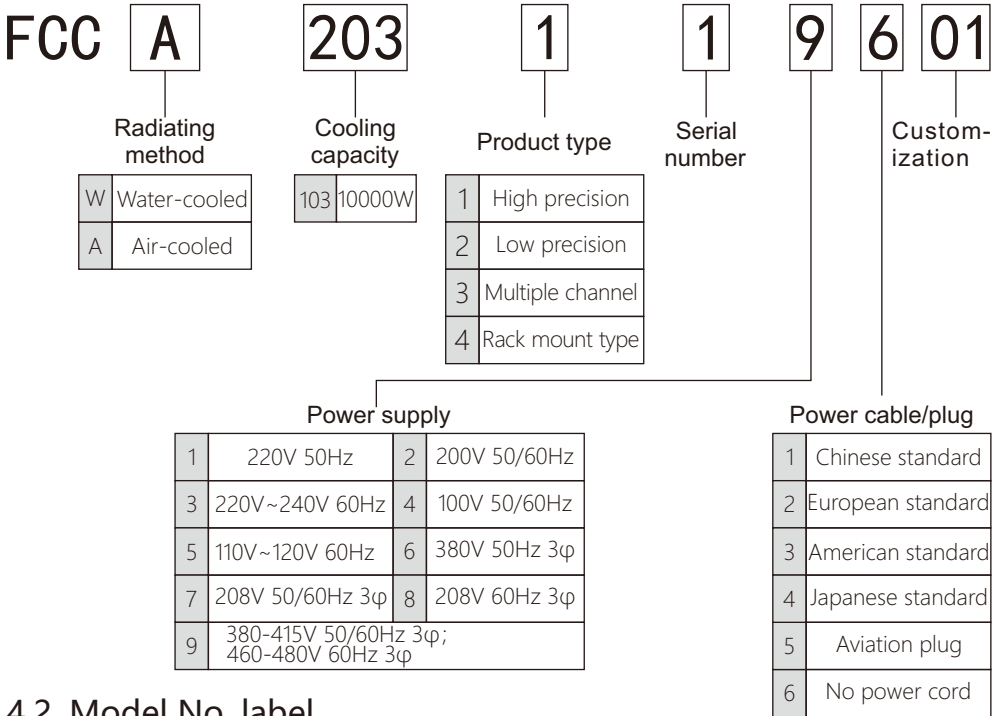 FCC A 203 1 1 9 6 01
Radiating method
Cooling capacity
Product type
Serial number
Custom-
ization
W Water-cooled
A Air-cooled
103 10000W
1 High precision
2 Low precision
3 Multiple channel
4 Rack mount type
Power supply
1 220V 50Hz 2 200V 50/60Hz
3 220V~240V 60Hz 4 100V 50/60Hz
5 110V~120V 60Hz 6 380V 50Hz 3φ
7 208V 50/60Hz 3φ 8 208V 60Hz 3φ
9 380-415V 50/60Hz 3φ;
460-480V 60Hz 3φ
Power cable/plug
1 Chinese standard
2 European standard
3 American standard
4 Japanese standard
5 Aviation plug
6 No power cord
4.2 Model No. label